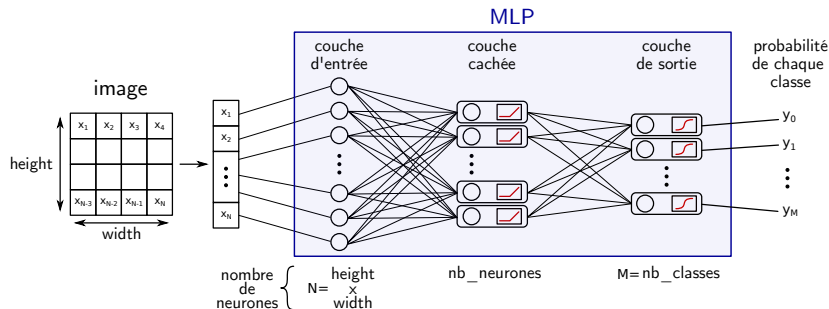 MLP
couche
d'entrée
couche
cachée
couche
de sortie
probabilité
de chaque
classe
image
x1 x2 x3 x4
height
xN-3 xN-2 xN-1 xN
width
x1
x2
xN
y0
y1
yM
nombre
de
neurones
N= height
x
width
nb_neurones
M=nb_classes